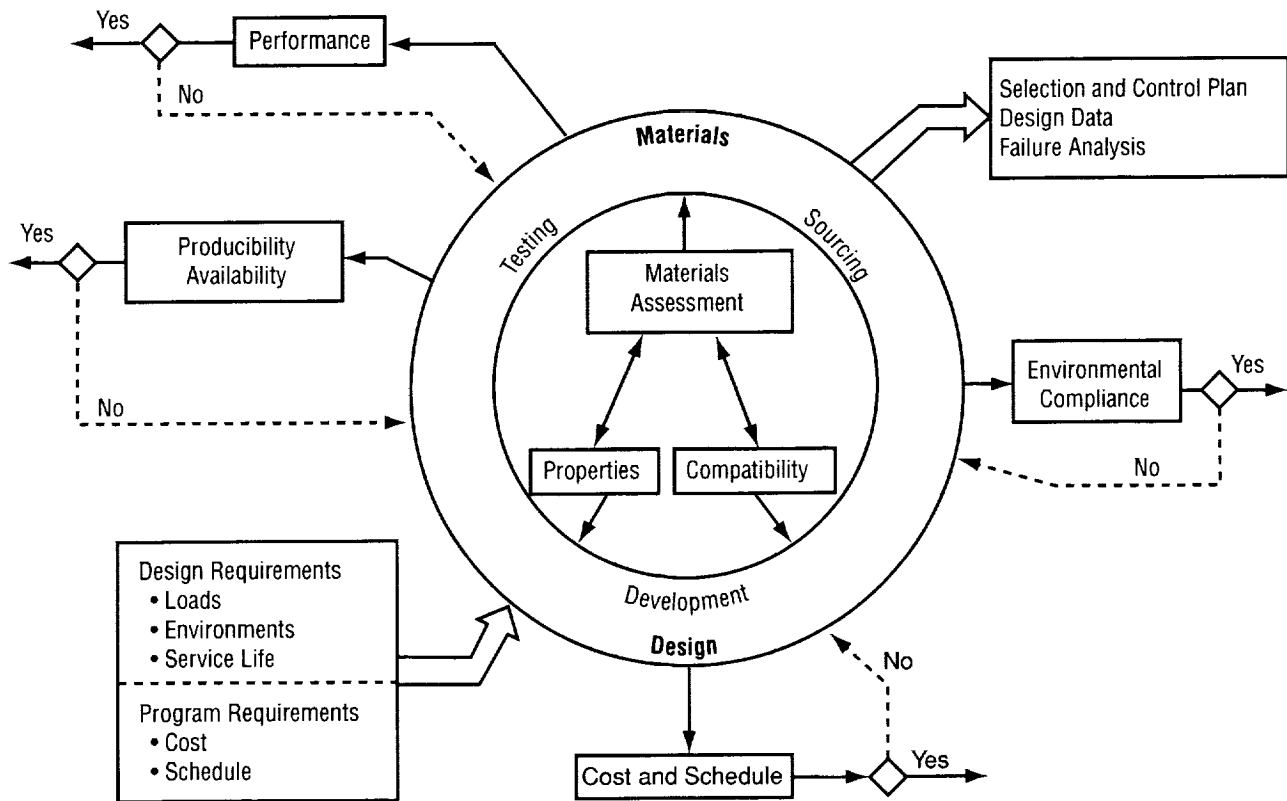 Yes
Performance
No
Selection and Control Plan
Design Data
Failure Analysis
Materials
Testing
Sourcing
Yes
Producibility
Availability
No
Materials
Assessment
Environmental
Compliance
Yes
No
Properties
Compatibility
Development
Design
Design Requirements
• Loads
• Environments
• Service Life
Program Requirements
• Cost
• Schedule
No
Cost and Schedule
Yes